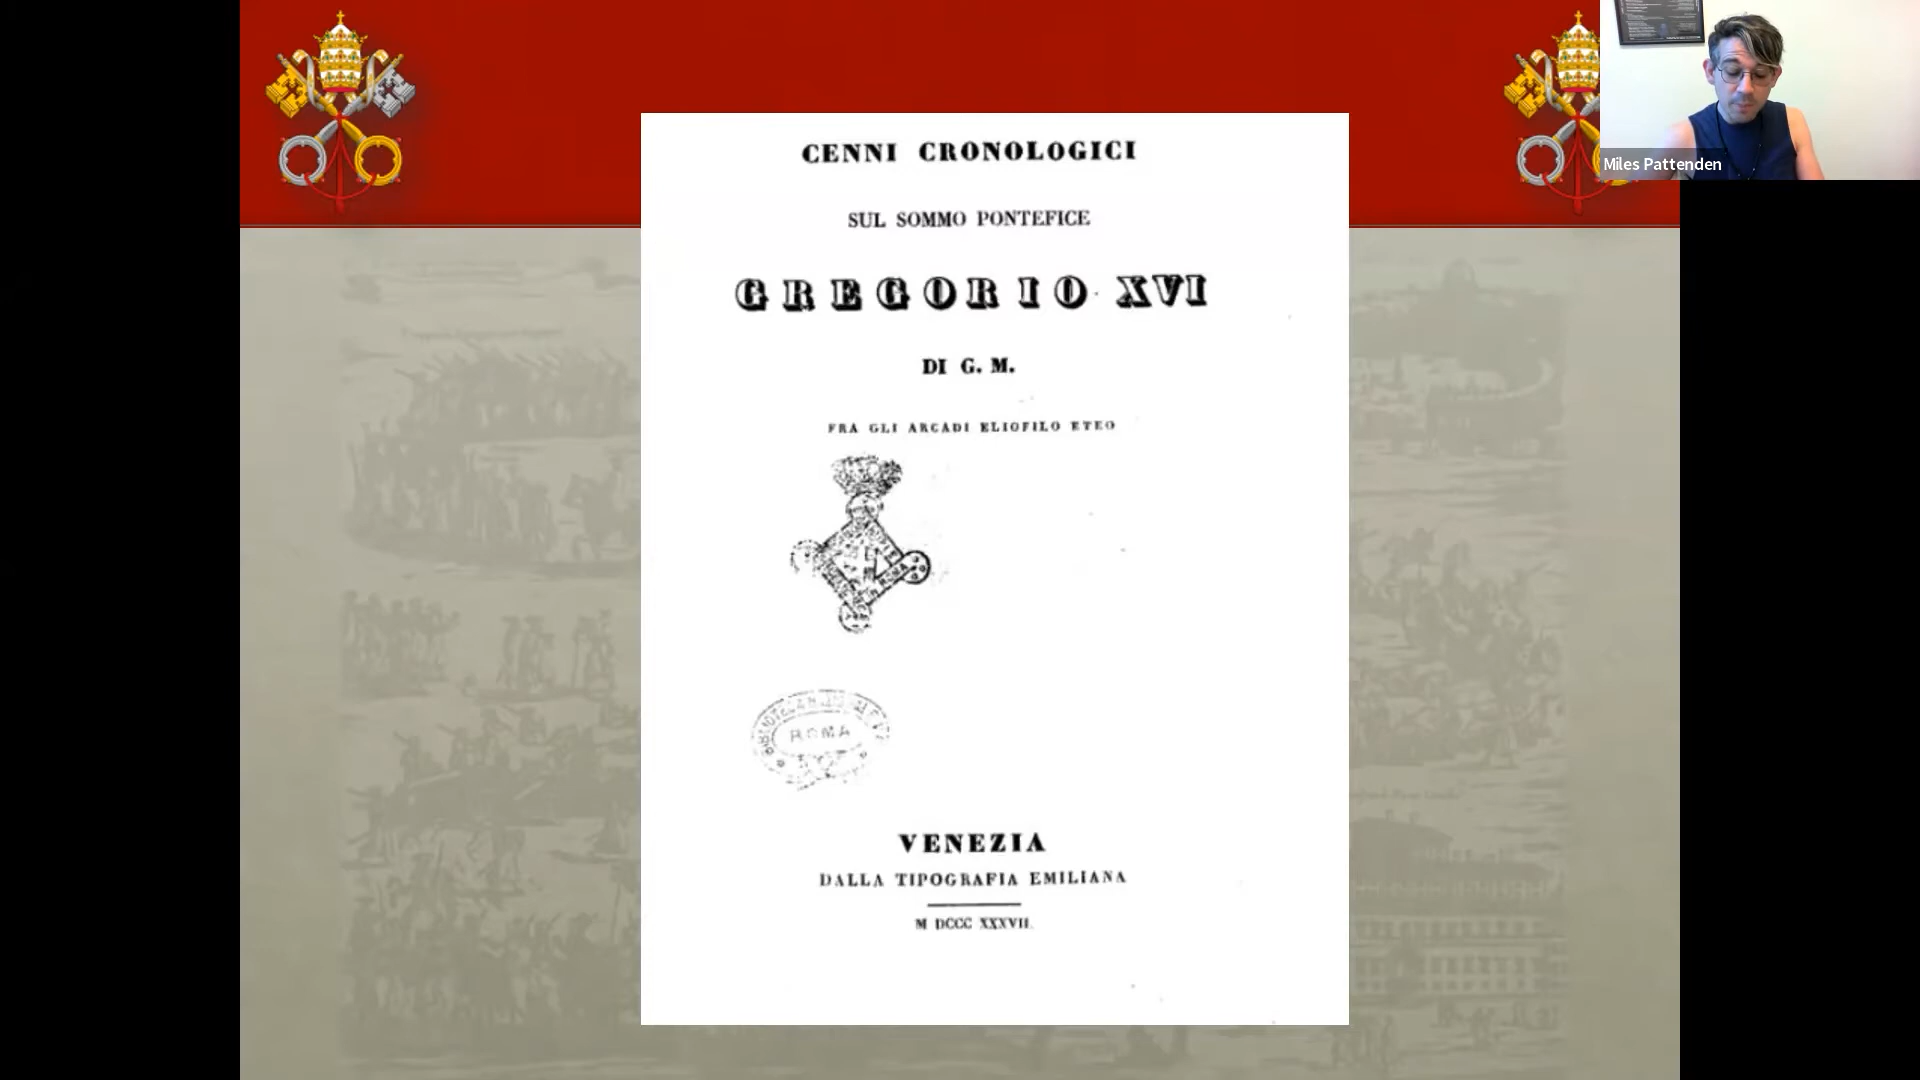 CENNI CRONOLOGICI
SUL SOMMO PONTEFICE
GREGORIO XVI
DI G. M.
FRA GLI ARCADI ELIOFILO ETEO
ROMA
ROMA
VENEZIA
DALLA TIPOGRAFIA EMILIANA
M DCCC XXXVII.
Miles Pattenden